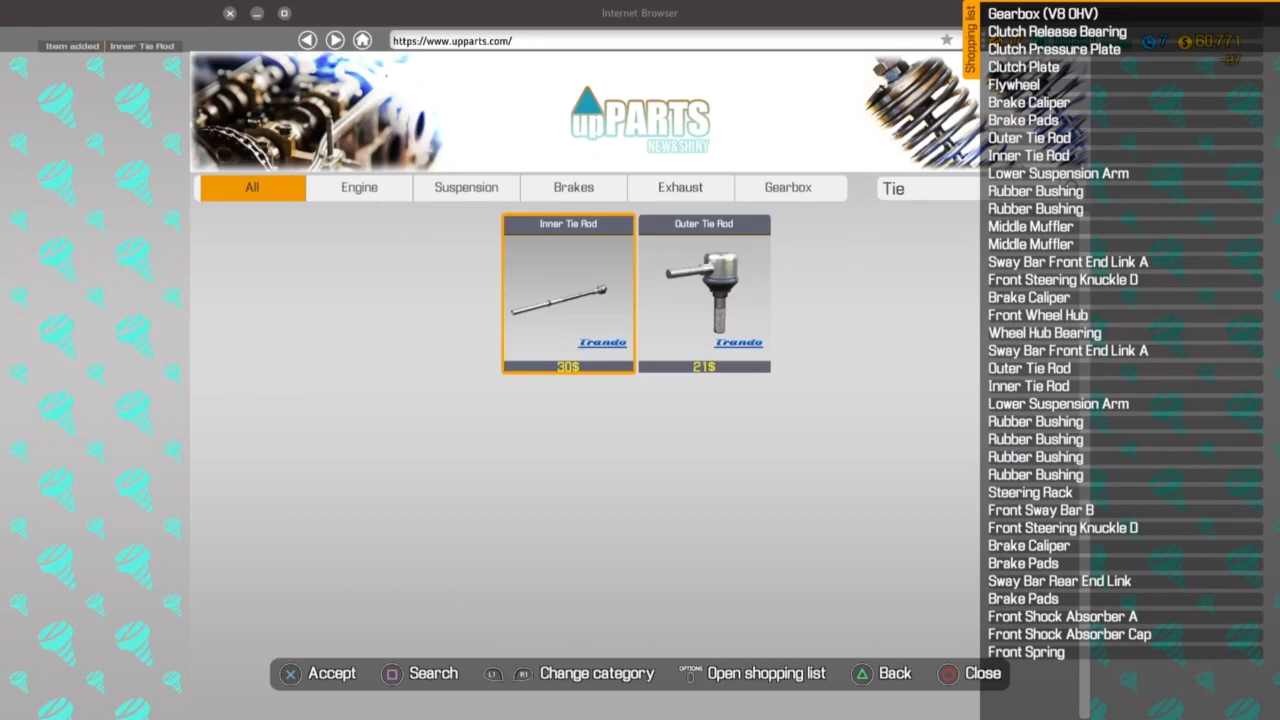 Internet Browser
Item added | Inner Tie Rod
https://www.upparts.com/
upPARTS
NEW&SHINY
All
Engine
Suspension
Brakes
Exhaust
Gearbox
Tie
Inner Tie Rod
Trando
30$
Outer Tie Rod
Trando
21$
7
60,771
Shopping list
Gearbox (V8 OHV)
Clutch Release Bearing
Clutch Pressure Plate
Clutch Plate
Flywheel
Brake Caliper
Brake Pads
Outer Tie Rod
Inner Tie Rod
Lower Suspension Arm
Rubber Bushing
Rubber Bushing
Middle Muffler
Middle Muffler
Sway Bar Front End Link A
Front Steering Knuckle D
Brake Caliper
Front Wheel Hub
Wheel Hub Bearing
Sway Bar Front End Link A
Outer Tie Rod
Inner Tie Rod
Lower Suspension Arm
Rubber Bushing
Rubber Bushing
Rubber Bushing
Rubber Bushing
Steering Rack
Front Sway Bar B
Front Steering Knuckle D
Brake Caliper
Brake Pads
Sway Bar Rear End Link
Brake Pads
Front Shock Absorber A
Front Shock Absorber Cap
Front Spring
Accept
Search
L1
R1
Change category
OPTIONS
Open shopping list
Back
Close